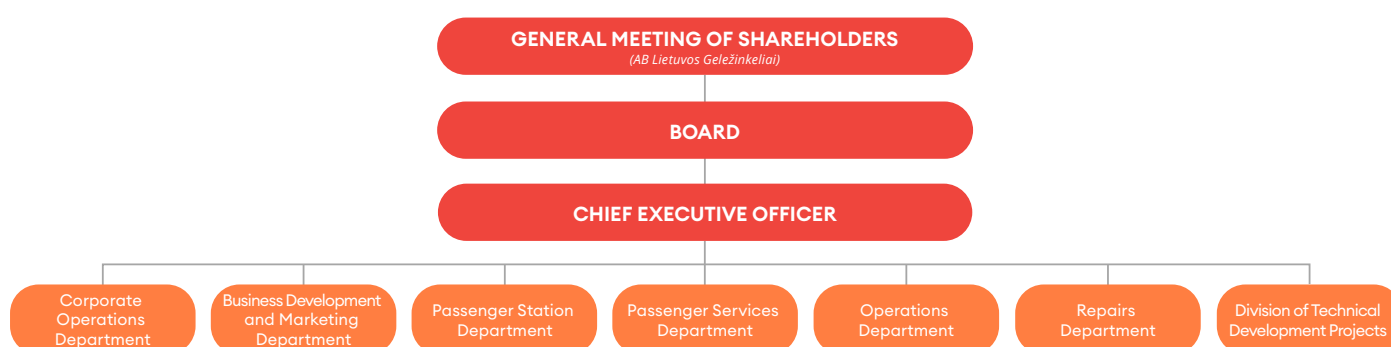 GENERAL MEETING OF SHAREHOLDERS
(AB Lietuvos Geležinkeliai)
BOARD
CHIEF EXECUTIVE OFFICER
Corporate
Operations
Department
Business Development
and Marketing
Department
Passenger Station
Department
Passenger Services
Department
Operations
Department
Repairs
Department
Division of Technical
Development Projects